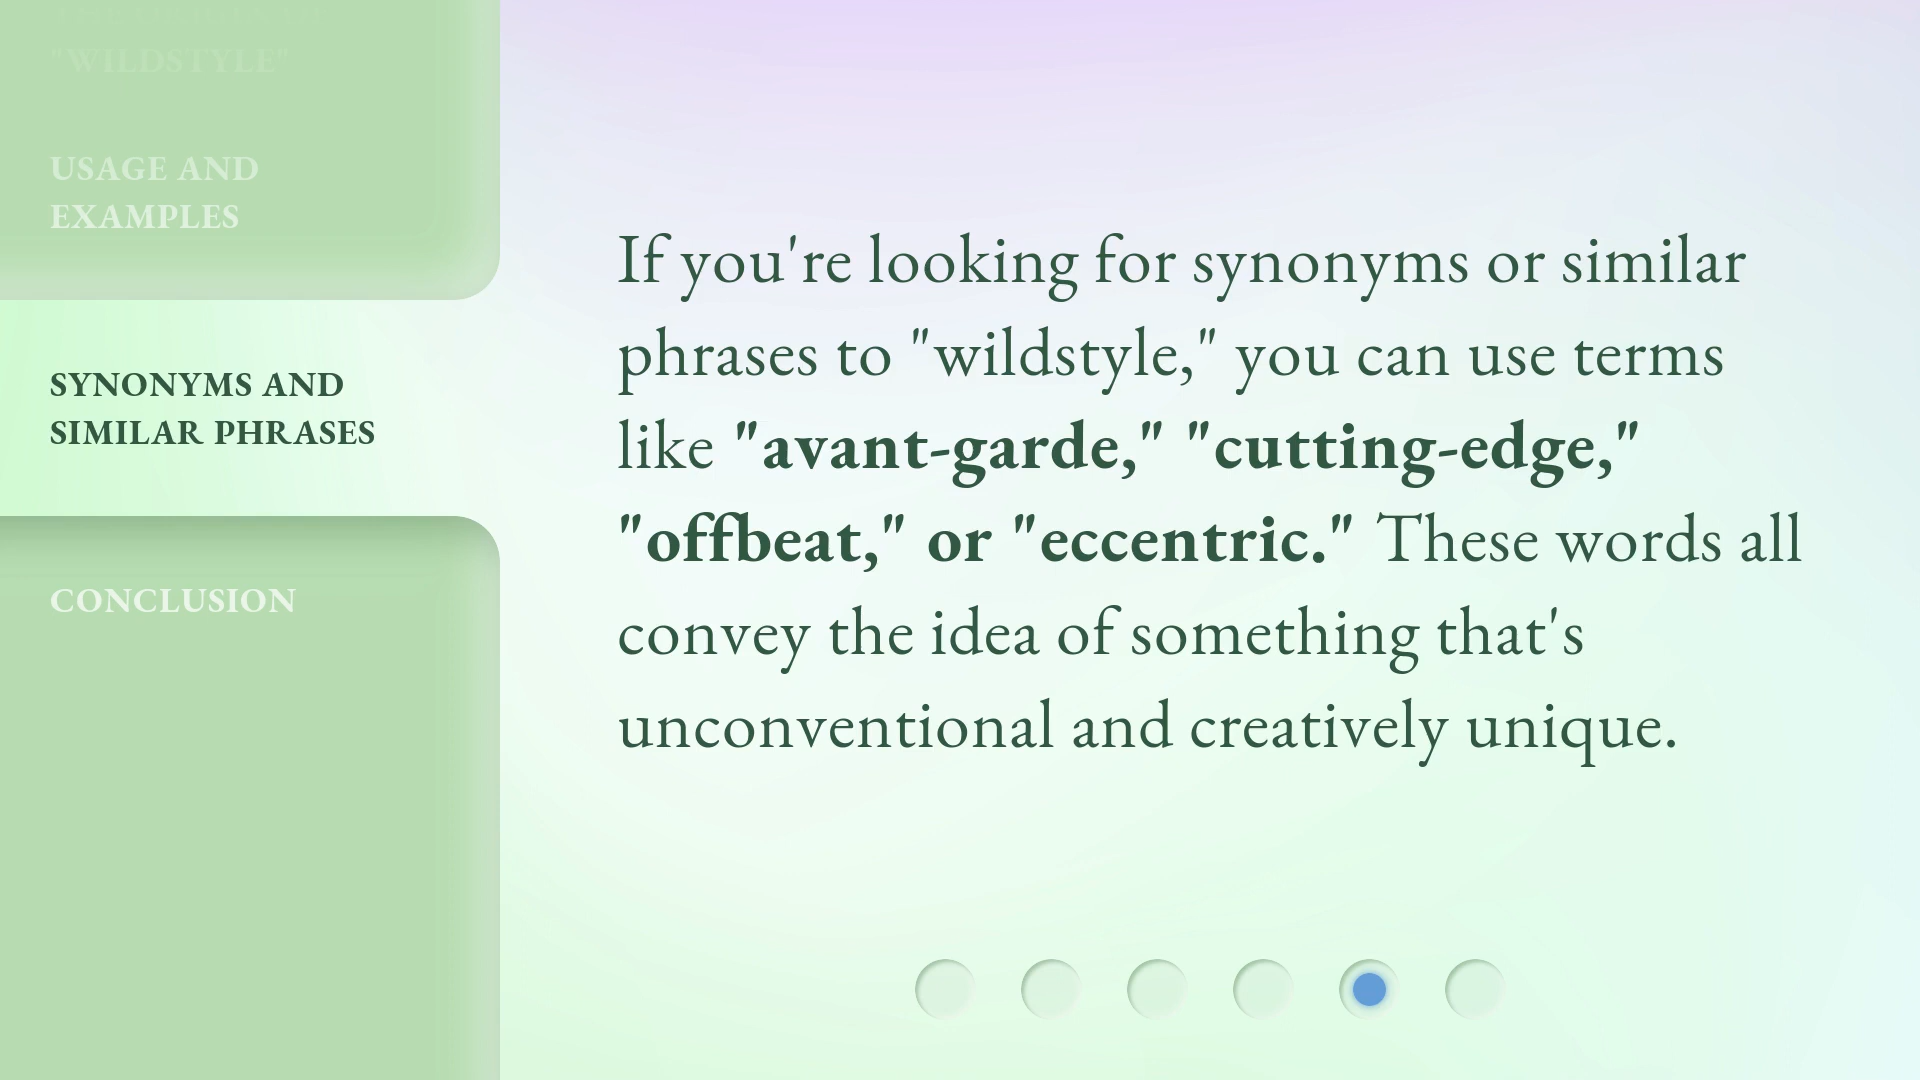 "WILDSTYLE"
USAGE AND
EXAMPLES
SYNONYMS AND
SIMILAR PHRASES
CONCLUSION
If you're looking for synonyms or similar
phrases to "wildstyle," you can use terms
like "avant-garde," "cutting-edge,"
"offbeat," or "eccentric." These words all
convey the idea of something that's
unconventional and creatively unique.